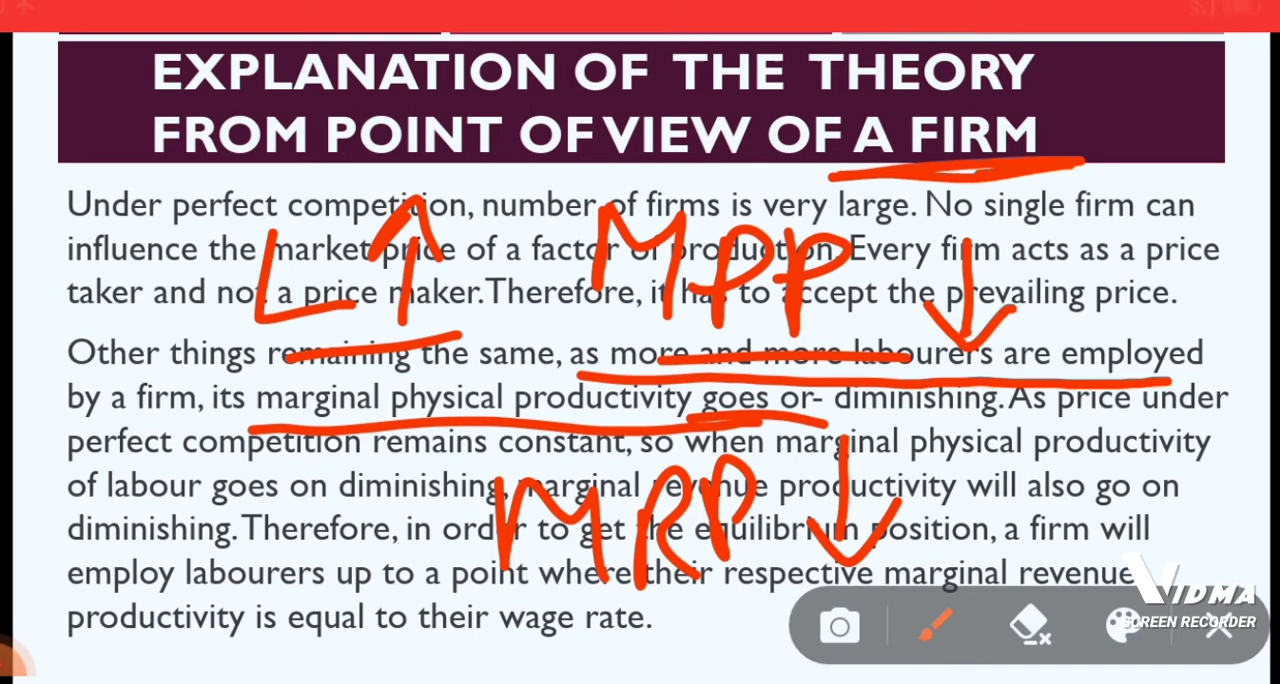 EXPLANATION OF THE THEORY
FROM POINT OF VIEW OF A FIRM
Under perfect competition, number of firms is very large. No single firm can
influence the market price of a factor of production. Every firm acts as a price
taker and not a price maker. Therefore, it has to accept the prevailing price.
L↑ MPP↓
Other things remaining the same, as more and more labourers are employed
by a firm, its marginal physical productivity goes or- diminishing. As price under
perfect competition remains constant, so when marginal physical productivity
of labour goes on diminishing, marginal revenue productivity will also go on
MRP↓
diminishing. Therefore, in order to get the equilibrium position, a firm will
employ labourers up to a point where their respective marginal revenue
productivity is equal to their wage rate.
VIDMA
SCREEN RECORDER